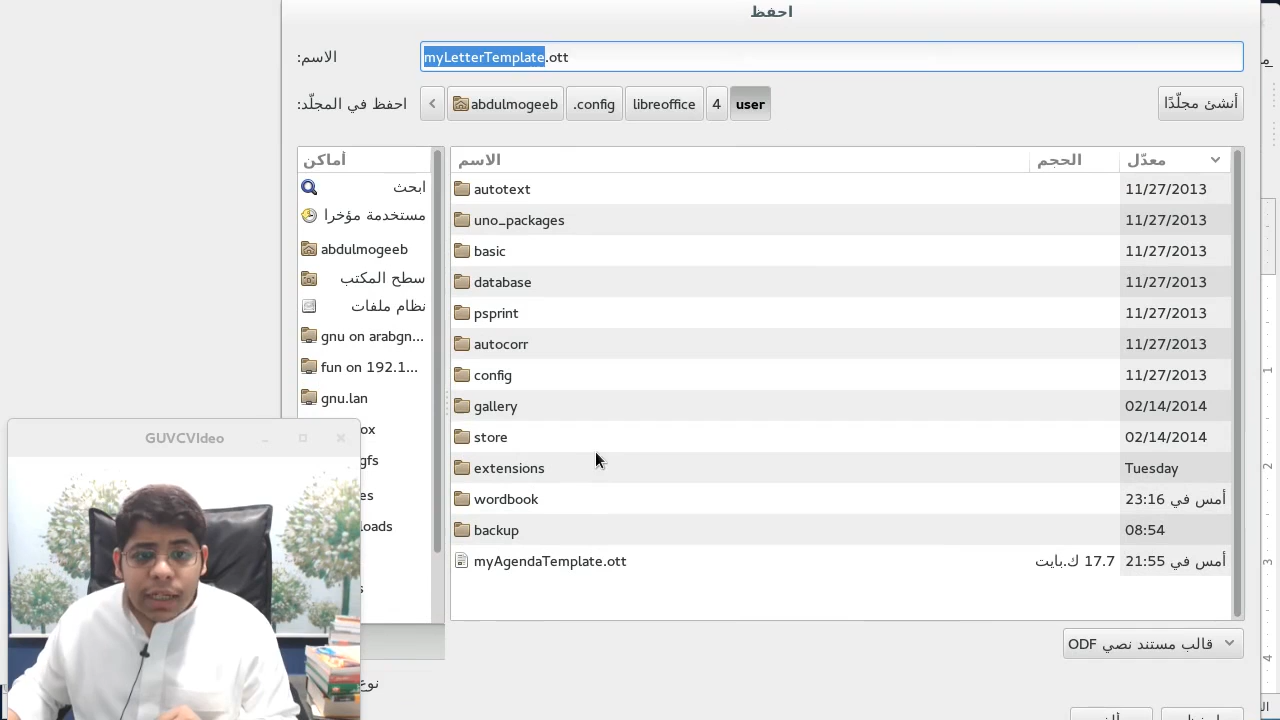 احفظ
الاسم:
myLetterTemplate.ott
احفظ في المجلّد:
abdulmogeeb
.config
libreoffice
4
user
أنشئ مجلّدًا
أماكن
ابحث
مستخدمة مؤخرا
abdulmogeeb
سطح المكتب
نظام ملفات
gnu on arabgn...
fun on 192.1...
gnu.lan
الاسم الحجم معدّل
autotext 11/27/2013
uno_packages 11/27/2013
basic 11/27/2013
database 11/27/2013
psprint 11/27/2013
autocorr 11/27/2013
config 11/27/2013
gallery 02/14/2014
store 02/14/2014
extensions Tuesday
wordbook أمس في 23:16
backup 08:54
myAgendaTemplate.ott 17.7 ك.بايت أمس في 21:55
قالب مستند نصي ODF
GUVCVIdeo
1
2
3
4